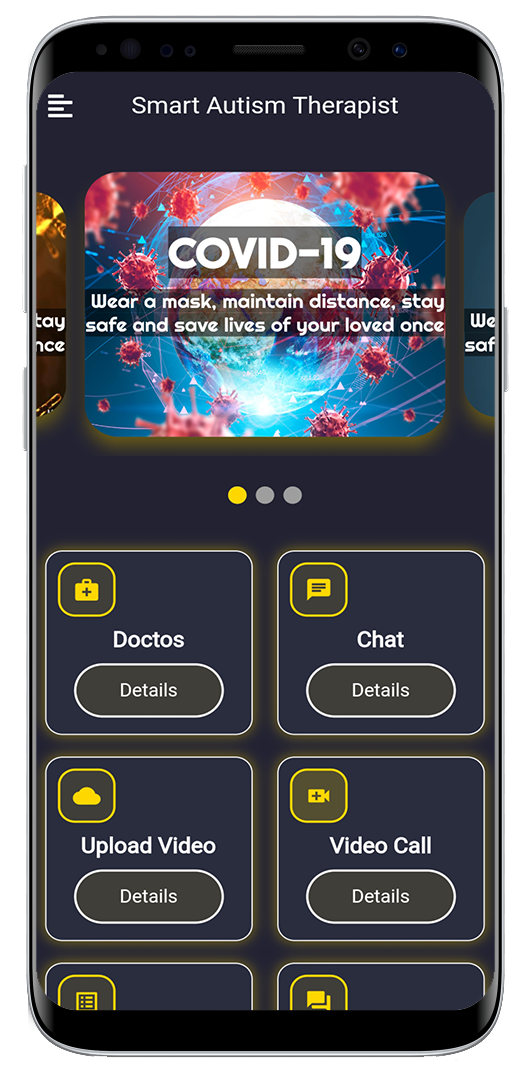 Smart Autism Therapist
COVID-19
Wear a mask, maintain distance, stay
safe and save lives of your loved once
tay
nce
We
saf
Doctos
Chat
Details
Details
Upload Video
Video Call
Details
Details